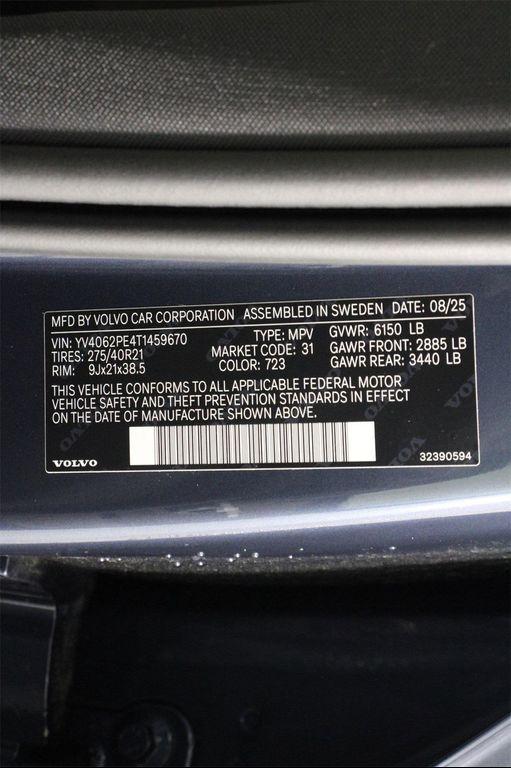 MFD BY VOLVO CAR CORPORATION ASSEMBLED IN SWEDEN DATE: 08/25
VIN: YV4062PE4T1459670 TYPE: MPV GVWR: 6150 LB
TIRES: 275/40R21 MARKET CODE: 31 GAWR FRONT: 2885 LB
RIM: 9Jx21x38.5 COLOR: 723 GAWR REAR: 3440 LB
THIS VEHICLE CONFORMS TO ALL APPLICABLE FEDERAL MOTOR
VEHICLE SAFETY AND THEFT PREVENTION STANDARDS IN EFFECT
ON THE DATE OF MANUFACTURE SHOWN ABOVE.
VOLVO 32390594